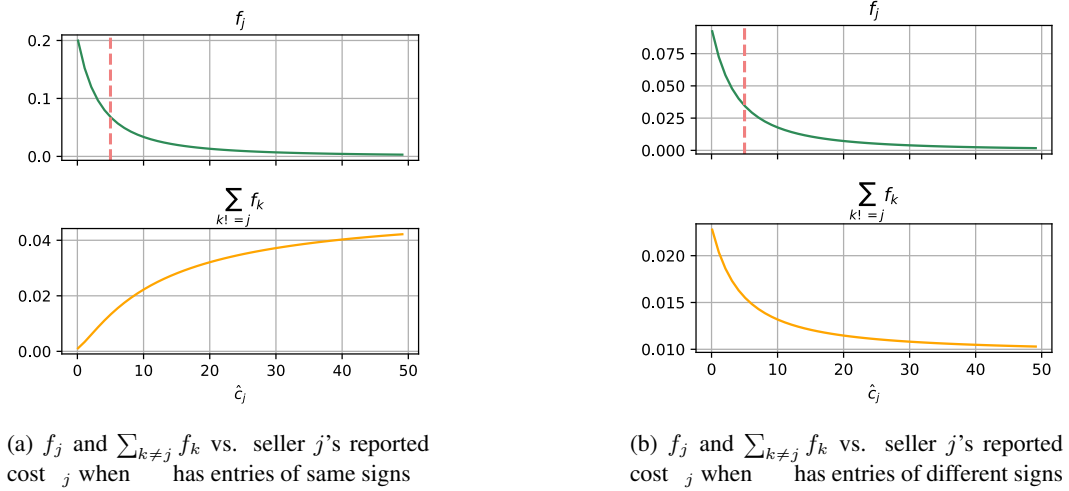 f_j
0.2
0.1
0.0
∑ f_k
k! = j
0.04
0.02
0.00
0 10 20 30 40 50
ĉ_j
(a) f_j and ∑_{k≠j} f_k vs. seller j's reported
cost _j when has entries of same signs
f_j
0.075
0.050
0.025
0.000
∑ f_k
k! = j
0.020
0.015
0.010
0 10 20 30 40 50
ĉ_j
(b) f_j and ∑_{k≠j} f_k vs. seller j's reported
cost _j when has entries of different signs